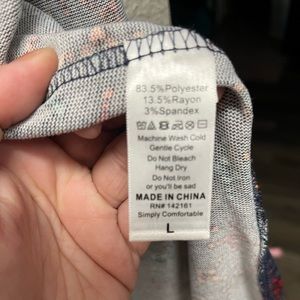 83.5%Polyester
13.5%Rayon
3%Spandex
Machine Wash Cold
Gentle Cycle
Do Not Bleach
Hang Dry
Do Not Iron
or you'll be sad
MADE IN CHINA
RN# 142161
Simply Comfortable
L